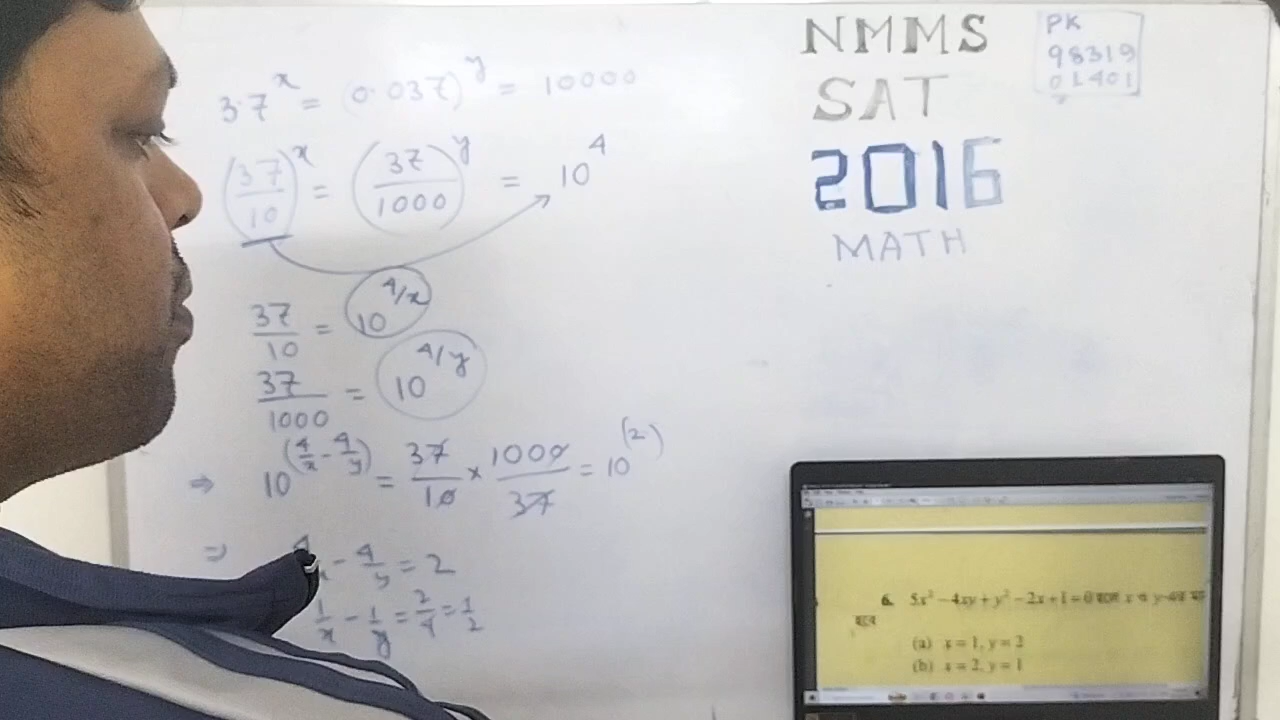 3.7^x = (0.037)^y = 10000
(37/10)^x = (37/1000)^y = 10^4
37/10 = 10^(4/x)
37/1000 = 10^(4/y)
⇒ 10^(4/x - 4/y) = 37/10 × 1000/37 = 10^(2)
⇒ 4/x - 4/y = 2
1/x - 1/y = 2/4 = 1/2
NMMS
SAT
2016
MATH
PK
98319
01401
6. 5x² - 4xy + y² - 2x + 1 = 0 হলে x ও y-এর মান
হবে
(a) x = 1, y = 2
(b) x = 2, y = 1